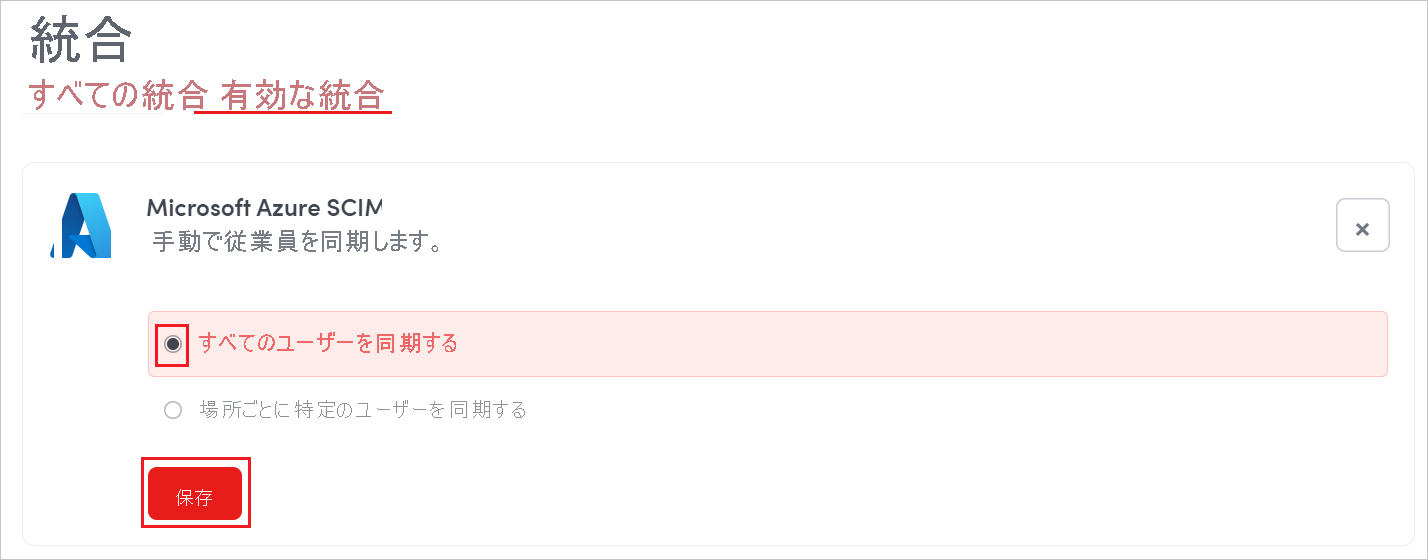 統合
すべての統合 有効な統合
Microsoft Azure SCIM
手動で従業員を同期します。
×
すべてのユーザーを同期する
場所ごとに特定のユーザーを同期する
保存